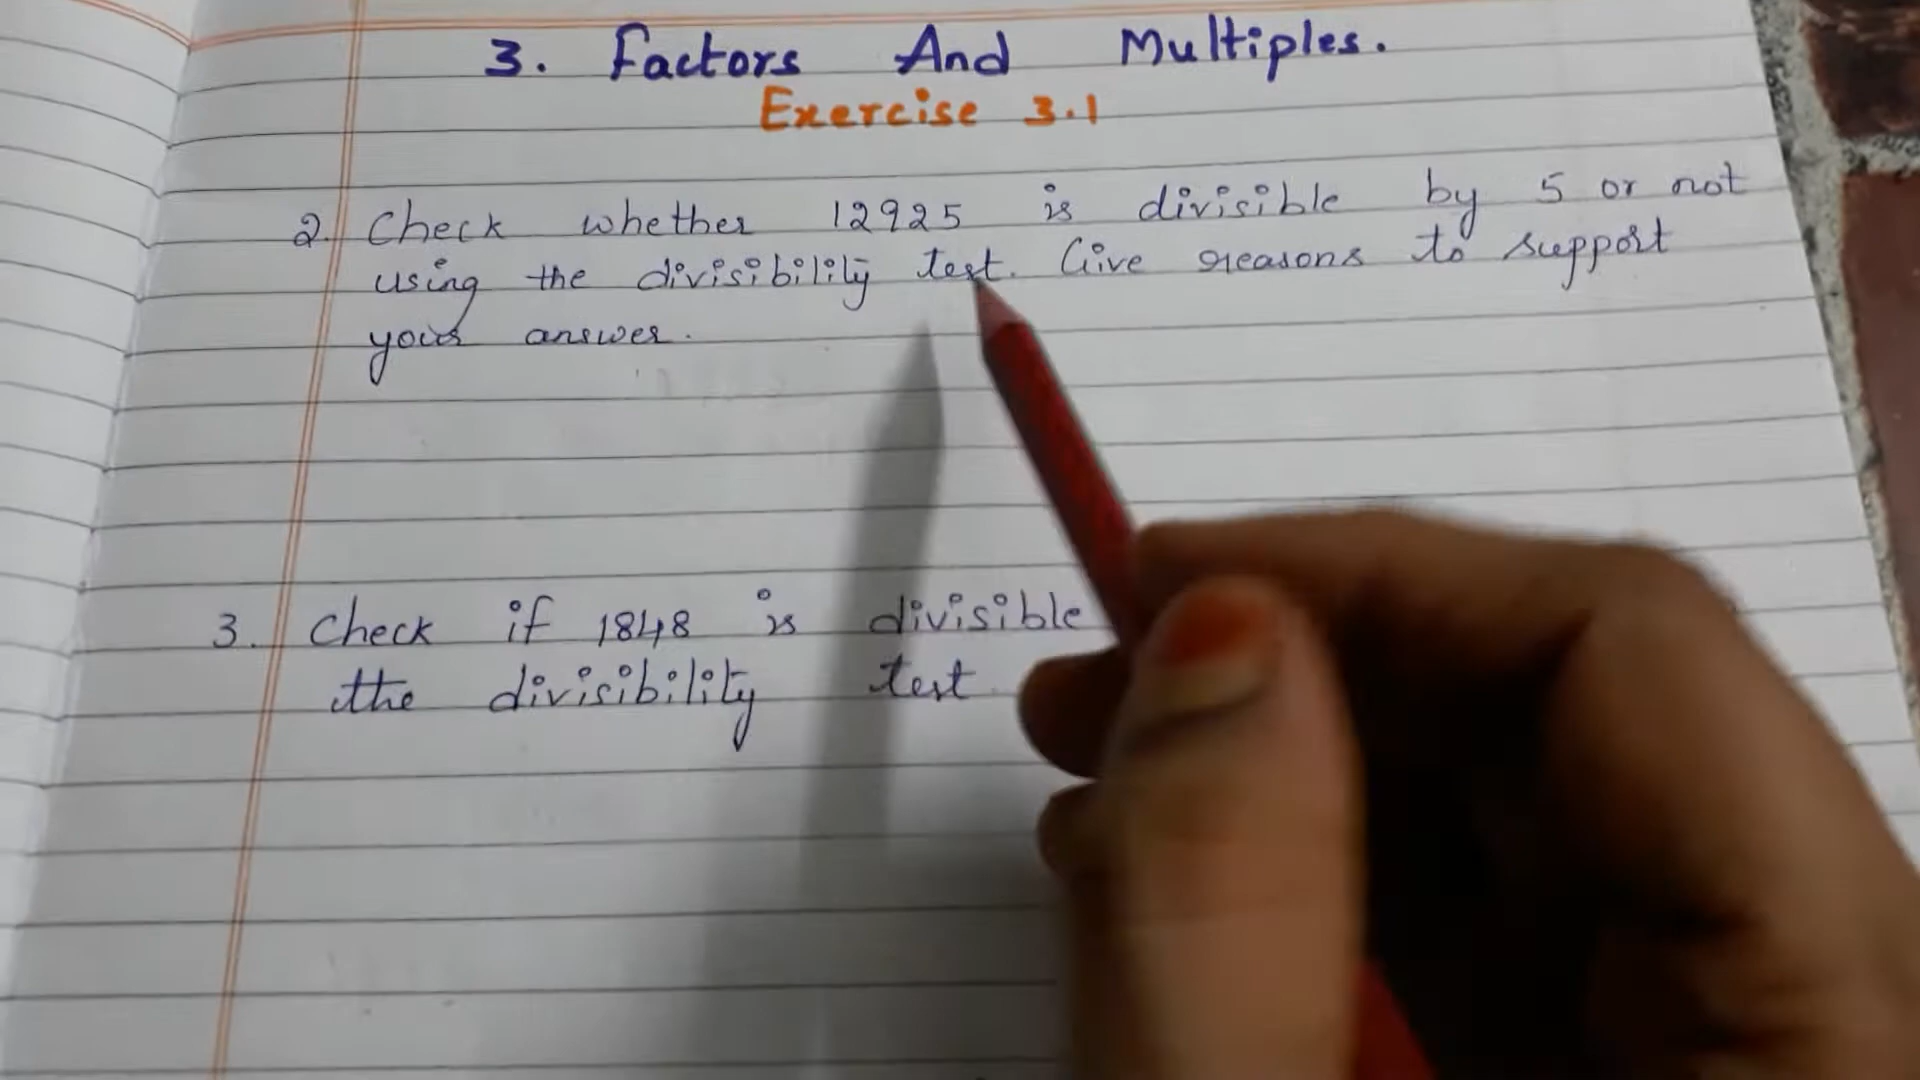 3. Factors And Multiples.
Exercise 3.1
2. Check whether 12925 is divisible by 5 or not
using the divisibility test. Give reasons to support
your answer.
3. Check if 1848 is divisible
the divisibility test